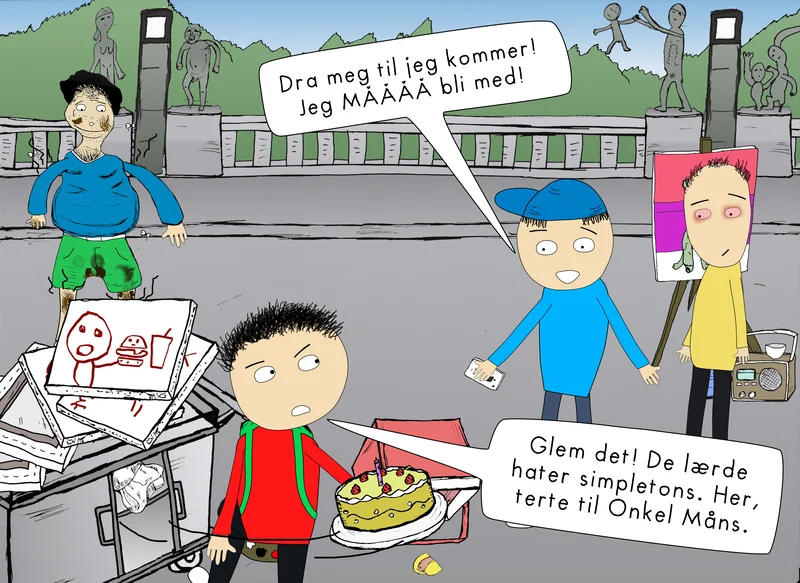 Dra meg til jeg kommer!
Jeg MÅÅÅÅ bli med!
Glem det! De lærde
hater simpletons. Her,
terte til Onkel Måns.